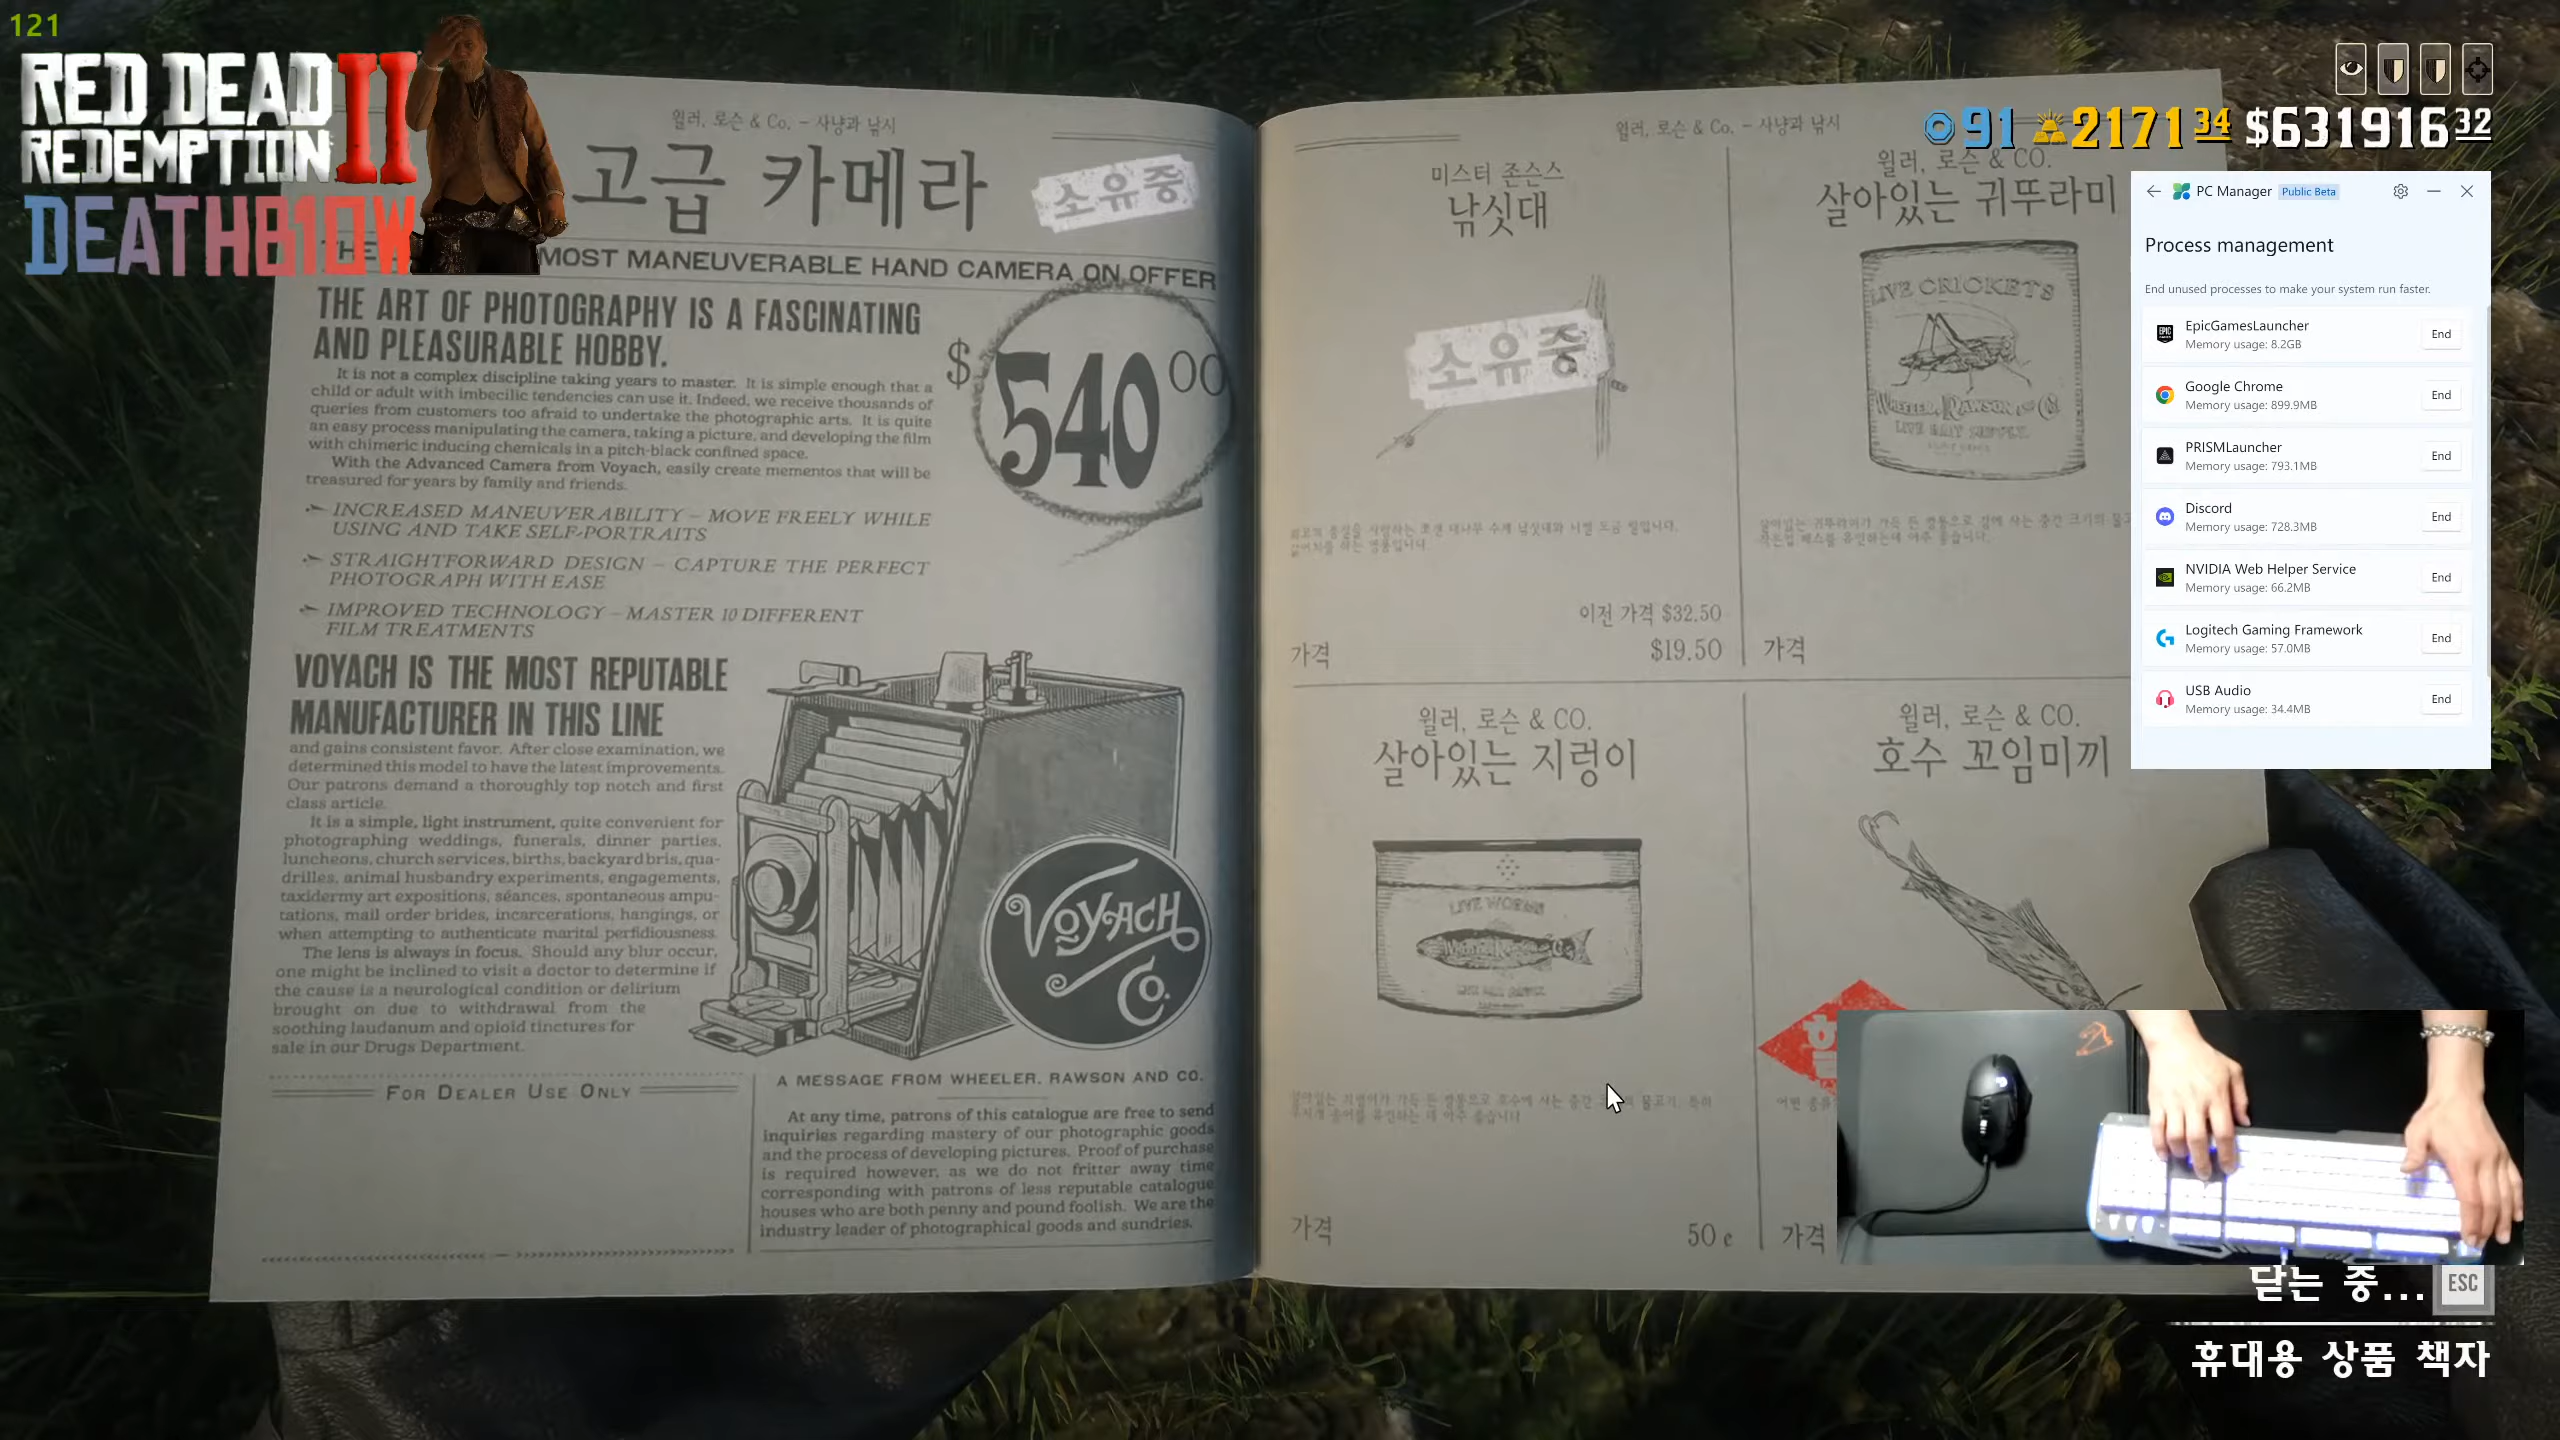 121
RED DEAD
REDEMPTION II
DEATH810W
91 2171 34 $631916 32
윌러, 로슨 & Co. – 사냥과 낚시
고급 카메라
소유중
THE MOST MANEUVERABLE HAND CAMERA ON OFFER
THE ART OF PHOTOGRAPHY IS A FASCINATING
AND PLEASURABLE HOBBY.
$540 00
It is not a complex discipline taking years to master. It is simple enough that a
child or adult with imbecilic tendencies can use it. Indeed, we receive thousands of
queries from customers too afraid to undertake the photographic arts. It is quite
an easy process manipulating the camera, taking a picture, and developing the film
with chimeric inducing chemicals in a pitch-black confined space.
With the Advanced Camera from Voyach, easily create mementos that will be
treasured for years by family and friends.
INCREASED MANEUVERABILITY – MOVE FREELY WHILE
USING AND TAKE SELF-PORTRAITS
STRAIGHTFORWARD DESIGN – CAPTURE THE PERFECT
PHOTOGRAPH WITH EASE
IMPROVED TECHNOLOGY – MASTER 10 DIFFERENT
FILM TREATMENTS
VOYACH IS THE MOST REPUTABLE
MANUFACTURER IN THIS LINE
and gains consistent favor. After close examination, we
determined this model to have the latest improvements.
Our patrons demand a thoroughly top notch and first
class article.
It is a simple, light instrument, quite convenient for
photographing weddings, funerals, dinner parties,
luncheons, church services, births, backyard bris, qua-
drilles, animal husbandry experiments, engagements,
taxidermy art expositions, séances, spontaneous ampu-
tations, mail order brides, incarcerations, hangings, or
when attempting to authenticate marital perfidiousness.
The lens is always in focus. Should any blur occur,
one might be inclined to visit a doctor to determine if
the cause is a neurological condition or delirium
brought on due to withdrawal from the
soothing laudanum and opioid tinctures for
sale in our Drugs Department.
VOYACH
Co.
FOR DEALER USE ONLY
A MESSAGE FROM WHEELER, RAWSON AND CO.
At any time, patrons of this catalogue are free to send
inquiries regarding mastery of our photographic goods
and the process of developing pictures. Proof of purchase
is required however, as we do not fritter away time
corresponding with patrons of less reputable catalogue
houses who are both penny and pound foolish. We are the
industry leader of photographical goods and sundries.
윌러, 로슨 & Co. – 사냥과 낚시
미스터 존슨스
낚싯대
소유중
이전 가격 $32.50
가격 $19.50
윌러, 로슨 & CO.
살아있는 귀뚜라미
LIVE CRICKETS
WHEELER, RAWSON & Co
LIVE BAIT SUPPLY
가격
윌러, 로슨 & CO.
살아있는 지렁이
LIVE WORMS
가격 50 c
윌러, 로슨 & CO.
호수 꼬임미끼
가격
PC Manager Public Beta
Process management
End unused processes to make your system run faster.
EpicGamesLauncher
Memory usage: 8.2GB
End
Google Chrome
Memory usage: 899.9MB
End
PRISMLauncher
Memory usage: 793.1MB
End
Discord
Memory usage: 728.3MB
End
NVIDIA Web Helper Service
Memory usage: 66.2MB
End
Logitech Gaming Framework
Memory usage: 57.0MB
End
USB Audio
Memory usage: 34.4MB
End
닫는 중... ESC
휴대용 상품 책자